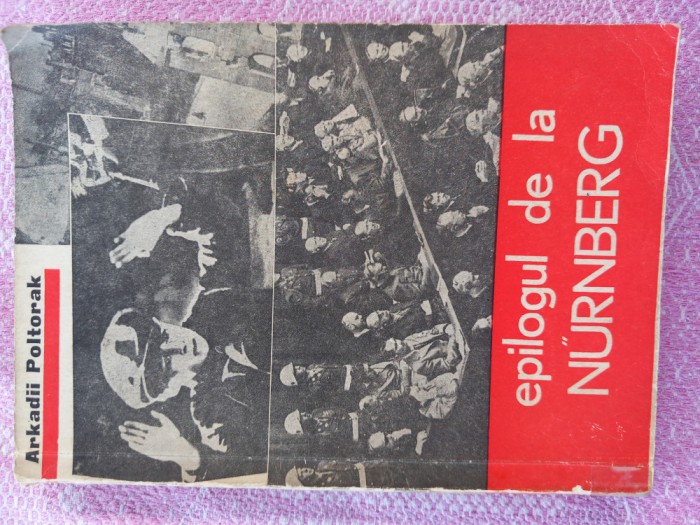 Arkadii Poltorak
epilogul de la
NÜRNBERG